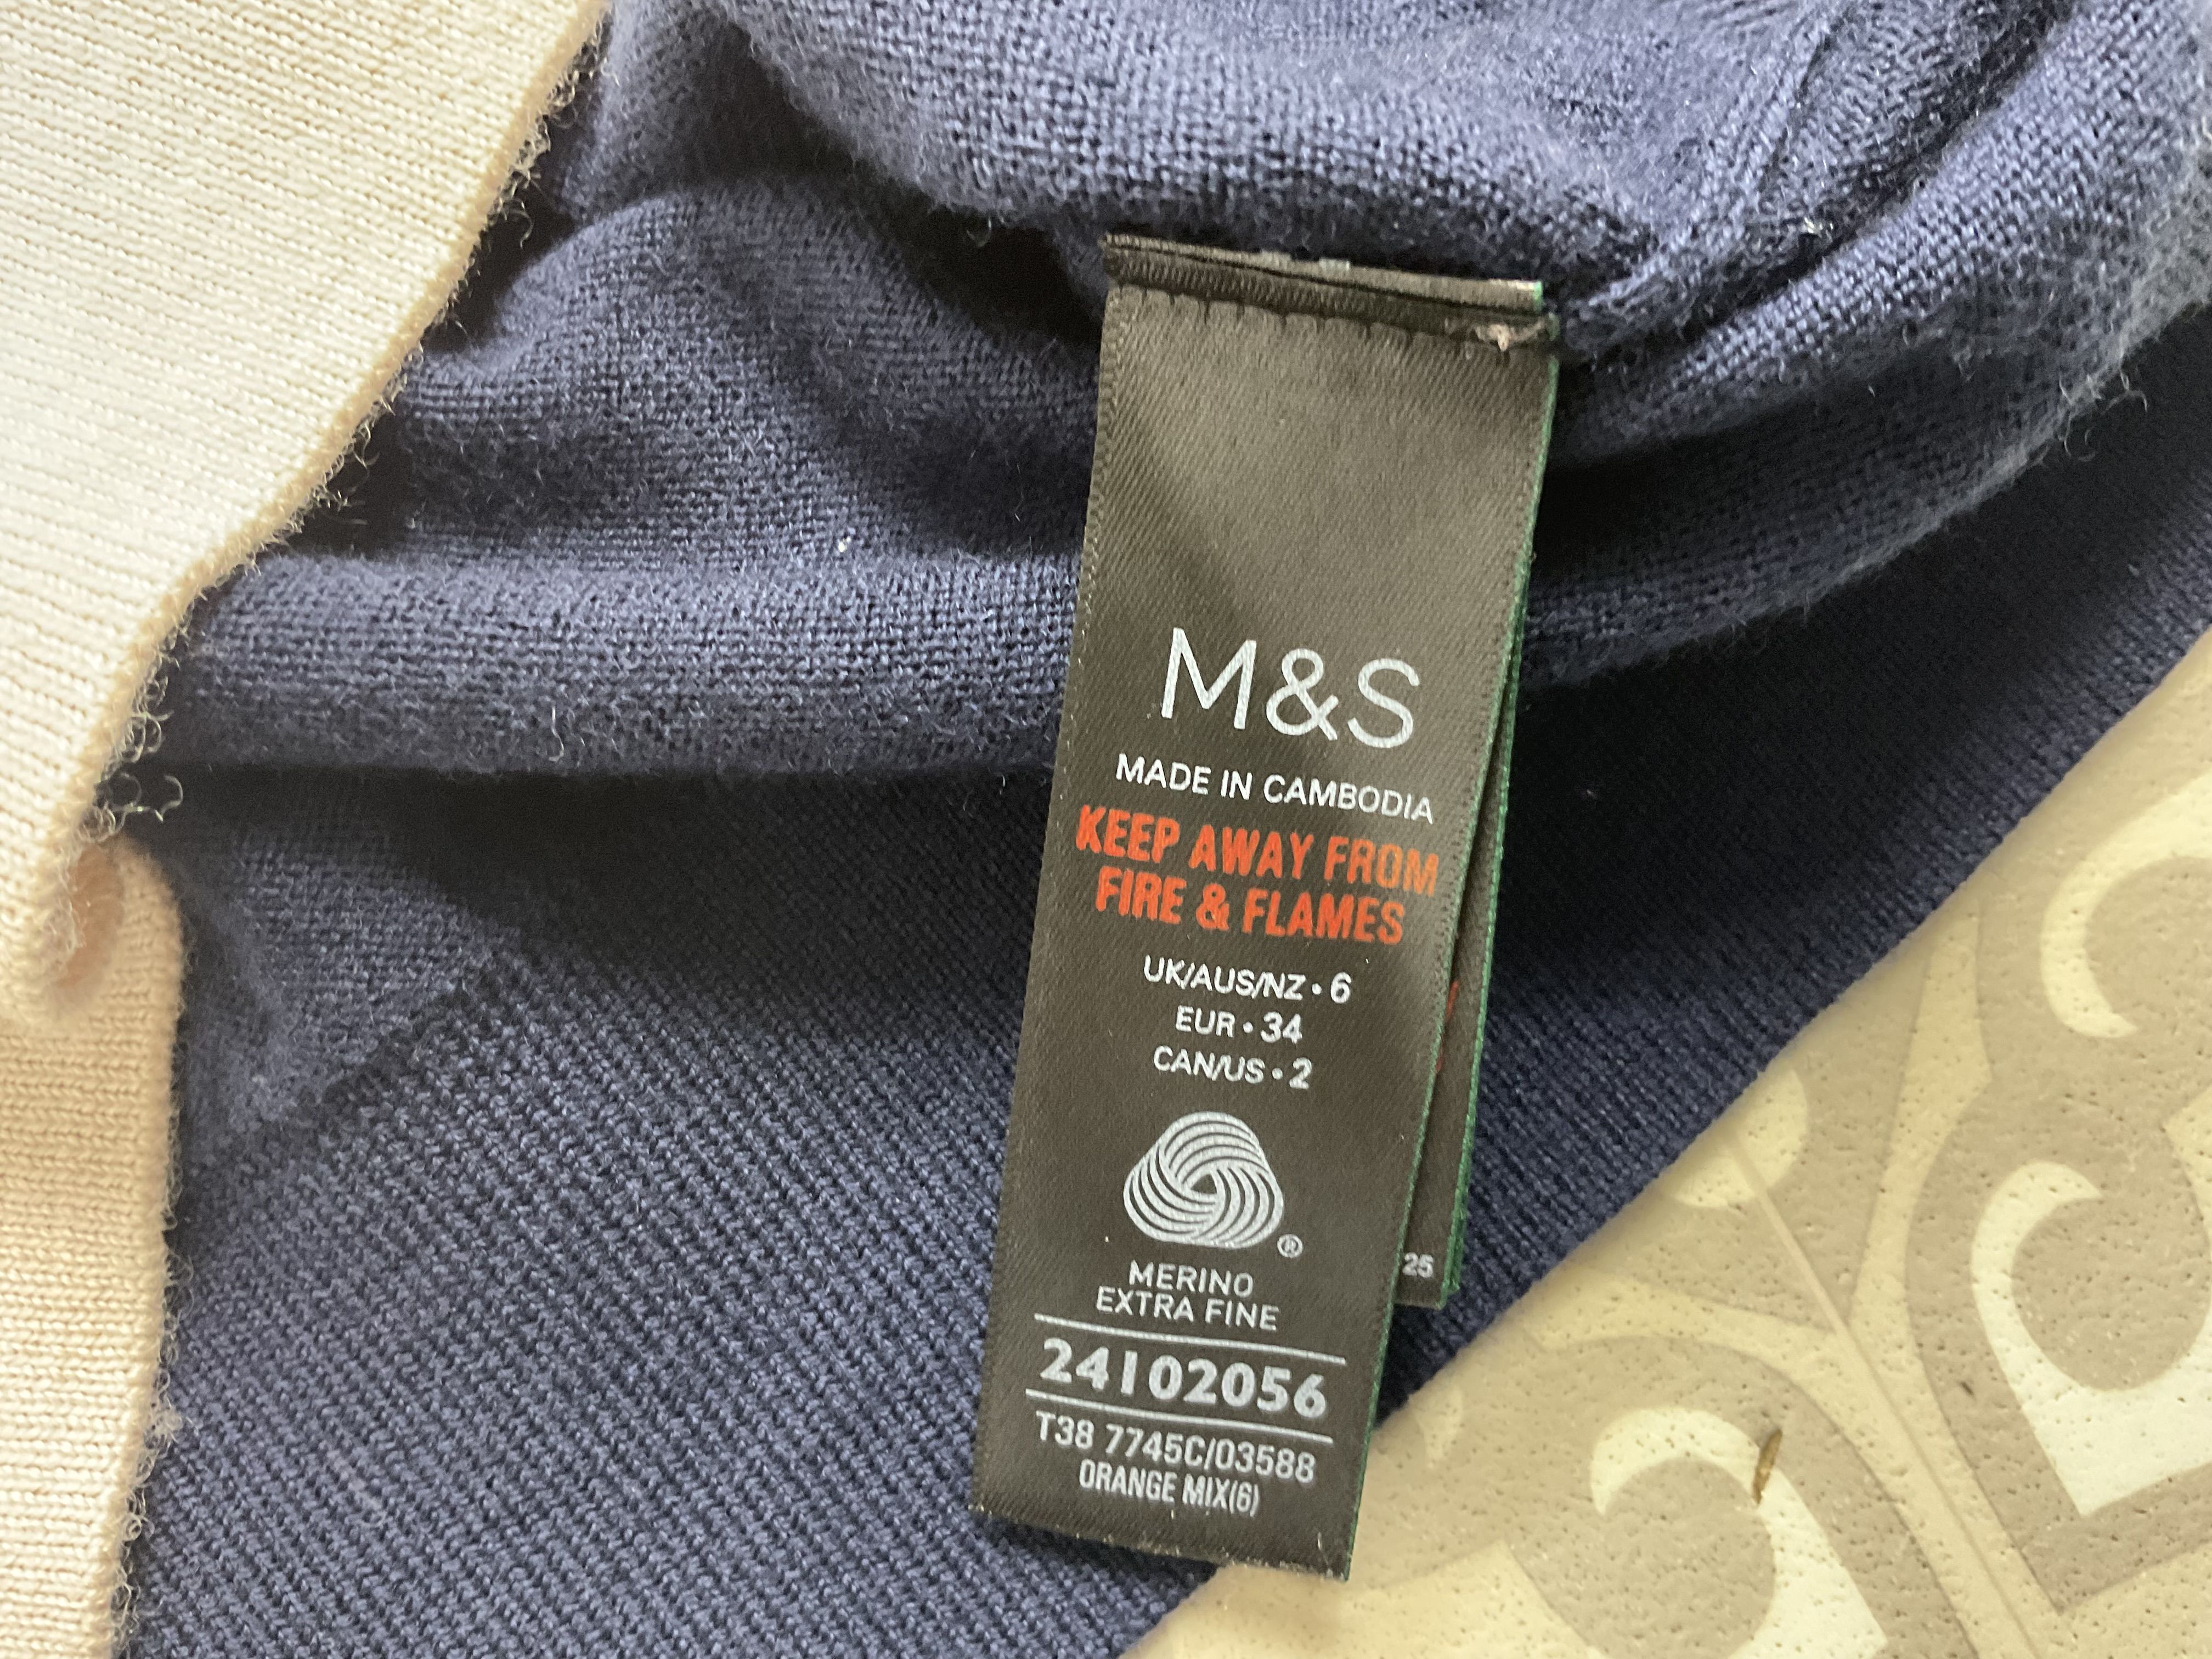 M&S
MADE IN CAMBODIA
KEEP AWAY FROM
FIRE & FLAMES
UK/AUS/NZ • 6
EUR • 34
CAN/US • 2
®
MERINO
EXTRA FINE
24102056
T38 7745C/03588
ORANGE MIX(6)
25